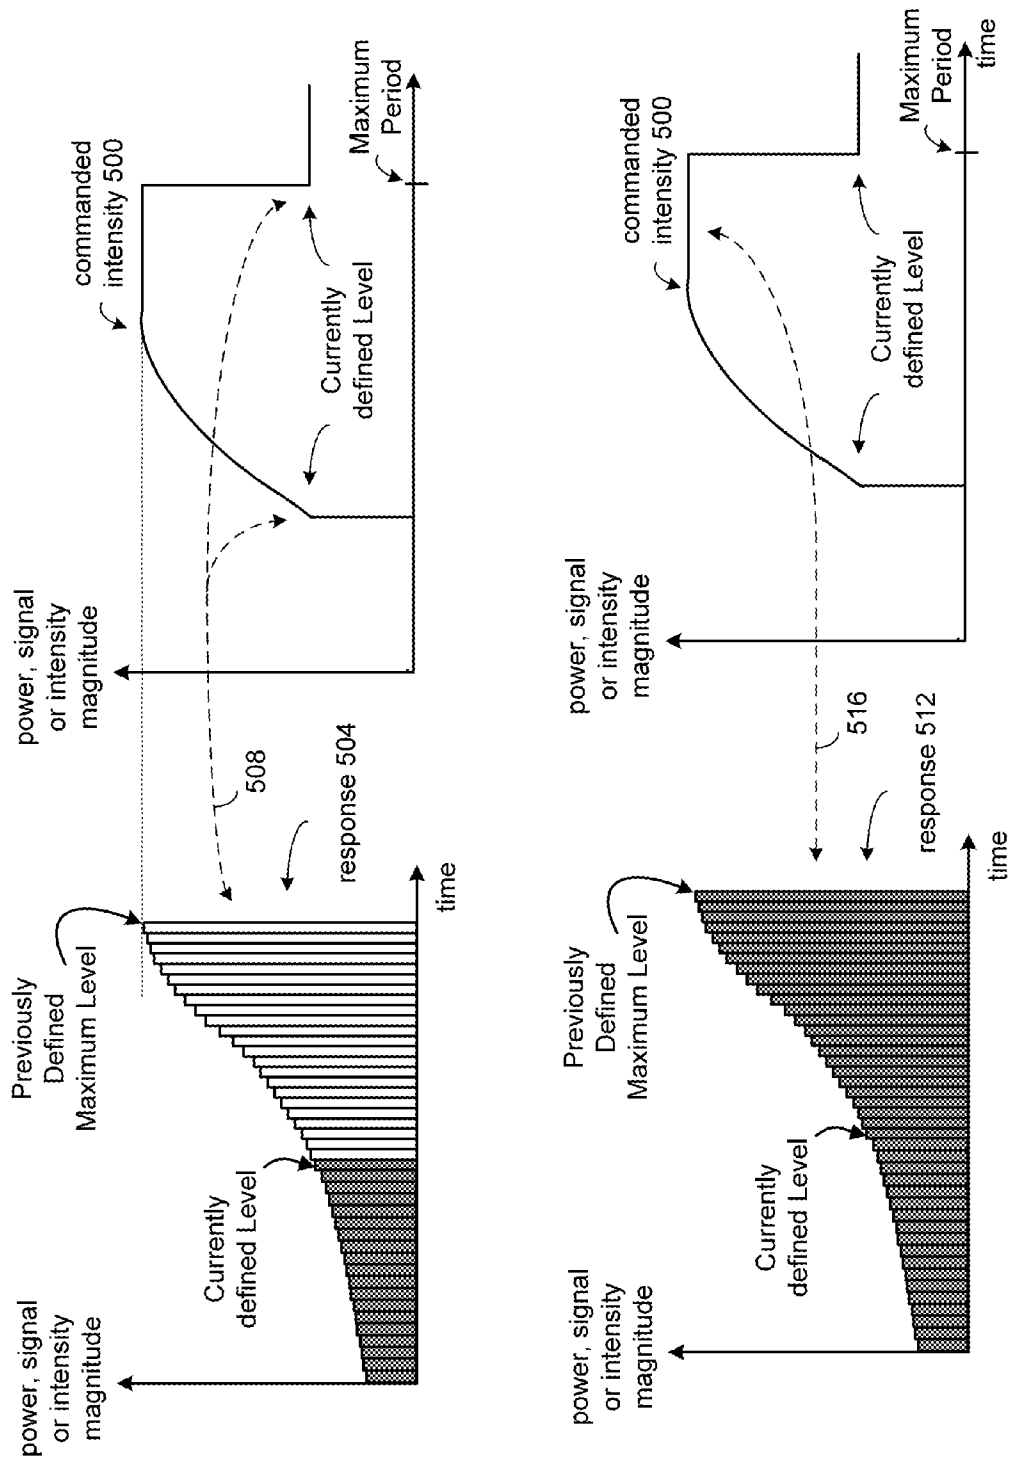 power, signal
or intensity
magnitude
Currently
defined Level
Previously
Defined
Maximum Level
time
response 504
508
power, signal
or intensity
magnitude
commanded
intensity 500
Currently
defined Level
Maximum
Period
power, signal
or intensity
magnitude
Currently
defined Level
Previously
Defined
Maximum Level
time
response 512
516
power, signal
or intensity
magnitude
commanded
intensity 500
Currently
defined Level
Maximum
Period
time